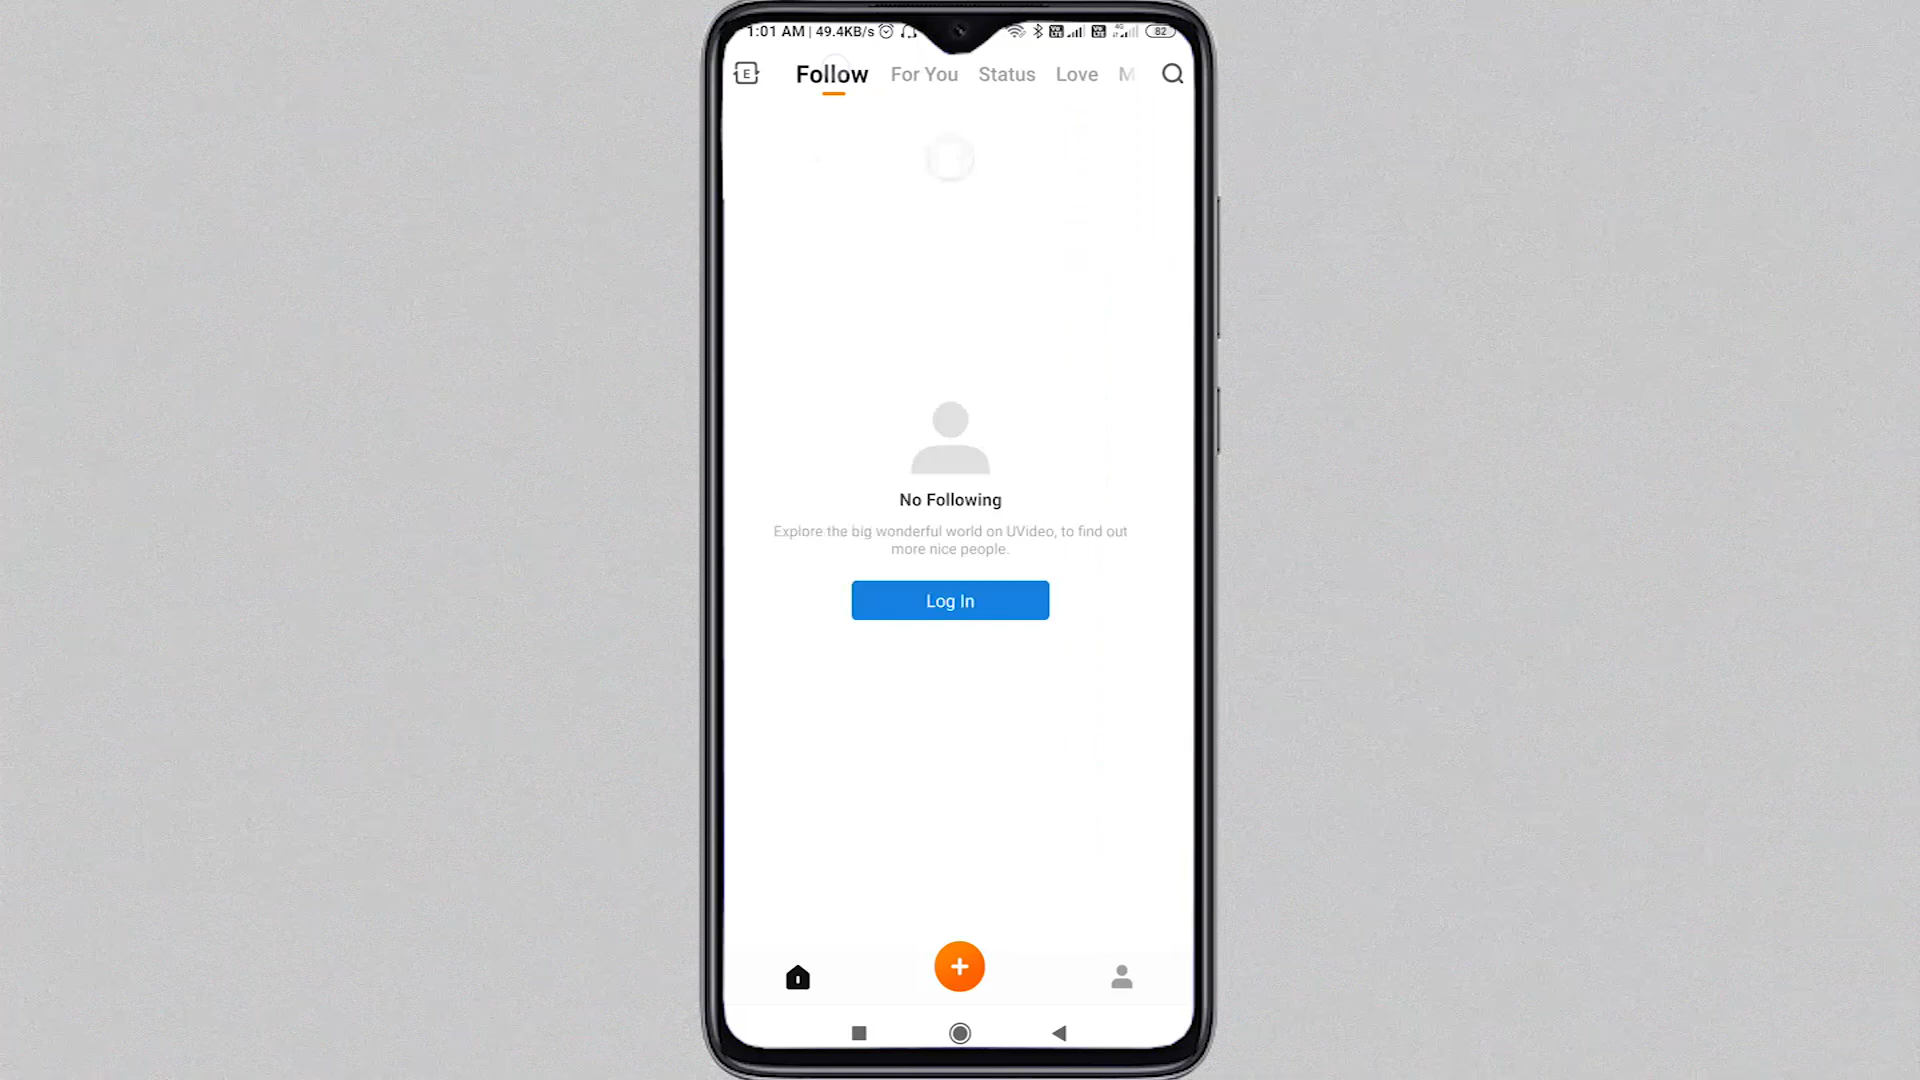 1:01 AM | 49.4KB/s 82
E Follow For You Status Love M
No Following
Explore the big wonderful world on UVideo, to find out
more nice people.
Log In